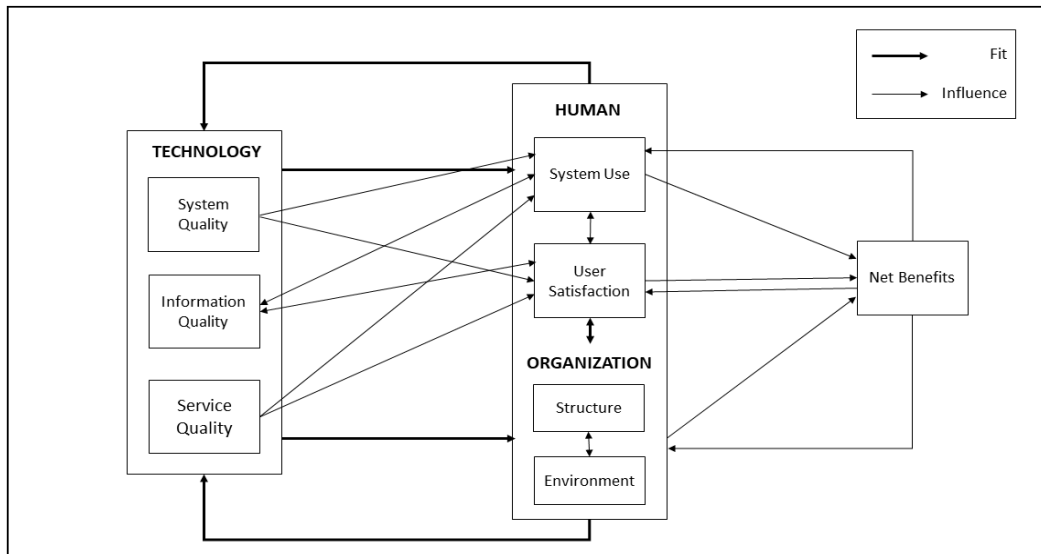 Fit
Influence
HUMAN
TECHNOLOGY
System Use
System
Quality
User
Satisfaction
Net Benefits
Information
Quality
ORGANIZATION
Structure
Service
Quality
Environment